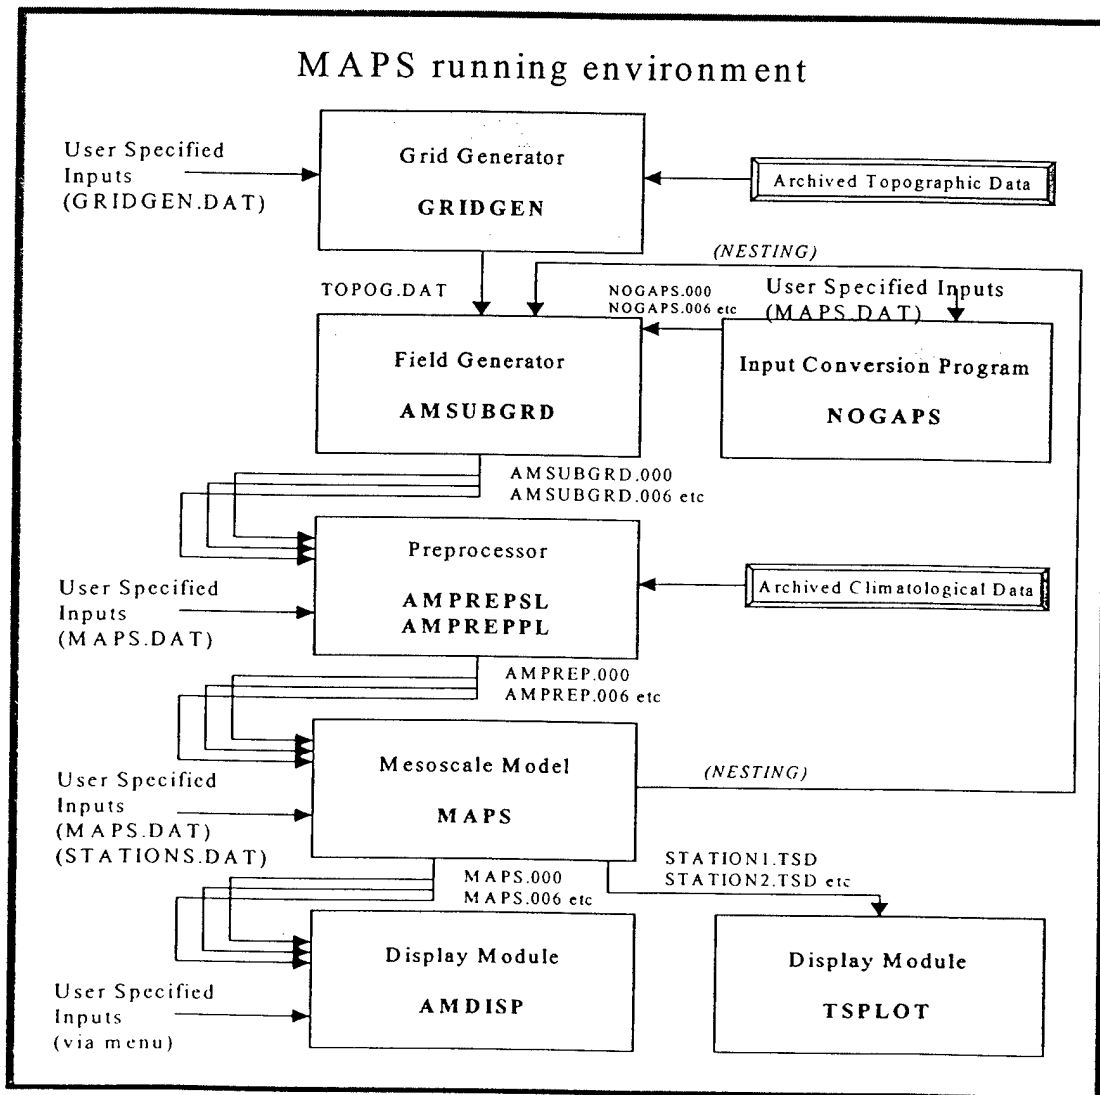 MAPS running environment
User Specified
Inputs
(GRIDGEN.DAT)
Grid Generator
GRIDGEN
Archived Topographic Data
(NESTING)
TOPOG.DAT
NOGAPS.000
NOGAPS.006 etc
User Specified Inputs
(MAPS.DAT)
Field Generator
AMSUBGRD
Input Conversion Program
NOGAPS
AMSUBGRD.000
AMSUBGRD.006 etc
Preprocessor
AMPREPSL
AMPREPPL
User Specified
Inputs
(MAPS.DAT)
Archived Climatological Data
AMPREP.000
AMPREP.006 etc
Mesoscale Model
MAPS
(NESTING)
User Specified
Inputs
(MAPS.DAT)
(STATIONS.DAT)
MAPS.000
MAPS.006 etc
STATION1.TSD
STATION2.TSD etc
Display Module
AMDISP
Display Module
TSPLOT
User Specified
Inputs
(via menu)